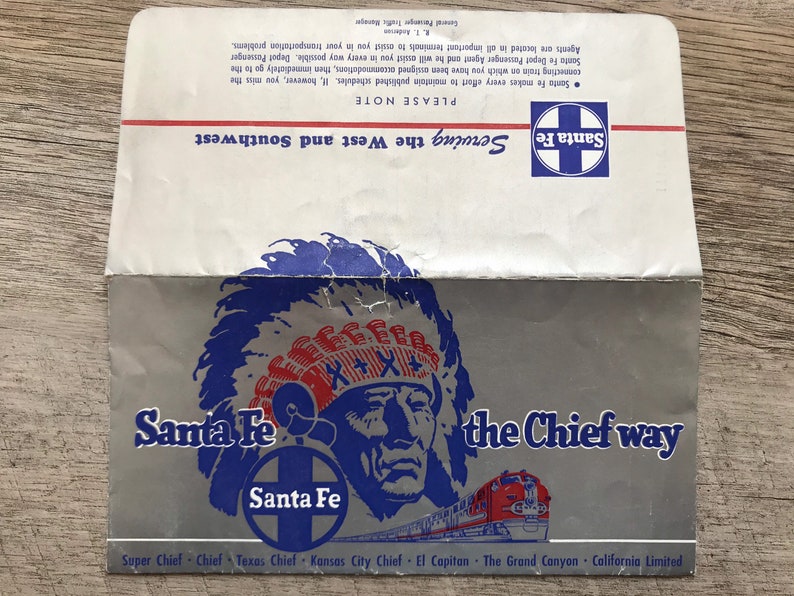 Santa Fe
Serving the West and Southwest
PLEASE NOTE
• Santa Fe makes every effort to maintain published schedules. If, however, you miss the
connecting train on which you have been assigned accommodations, then immediately go to the
Santa Fe Depot Passenger Agent and he will assist you in every way possible. Santa Fe Depot Passenger
Agents are located in all important terminals to assist you in your transportation problems.
R. T. Anderson
General Passenger Traffic Manager
Santa Fe the Chief way
Santa Fe
Super Chief · Chief · Texas Chief · Kansas City Chief · El Capitan · The Grand Canyon · California Limited